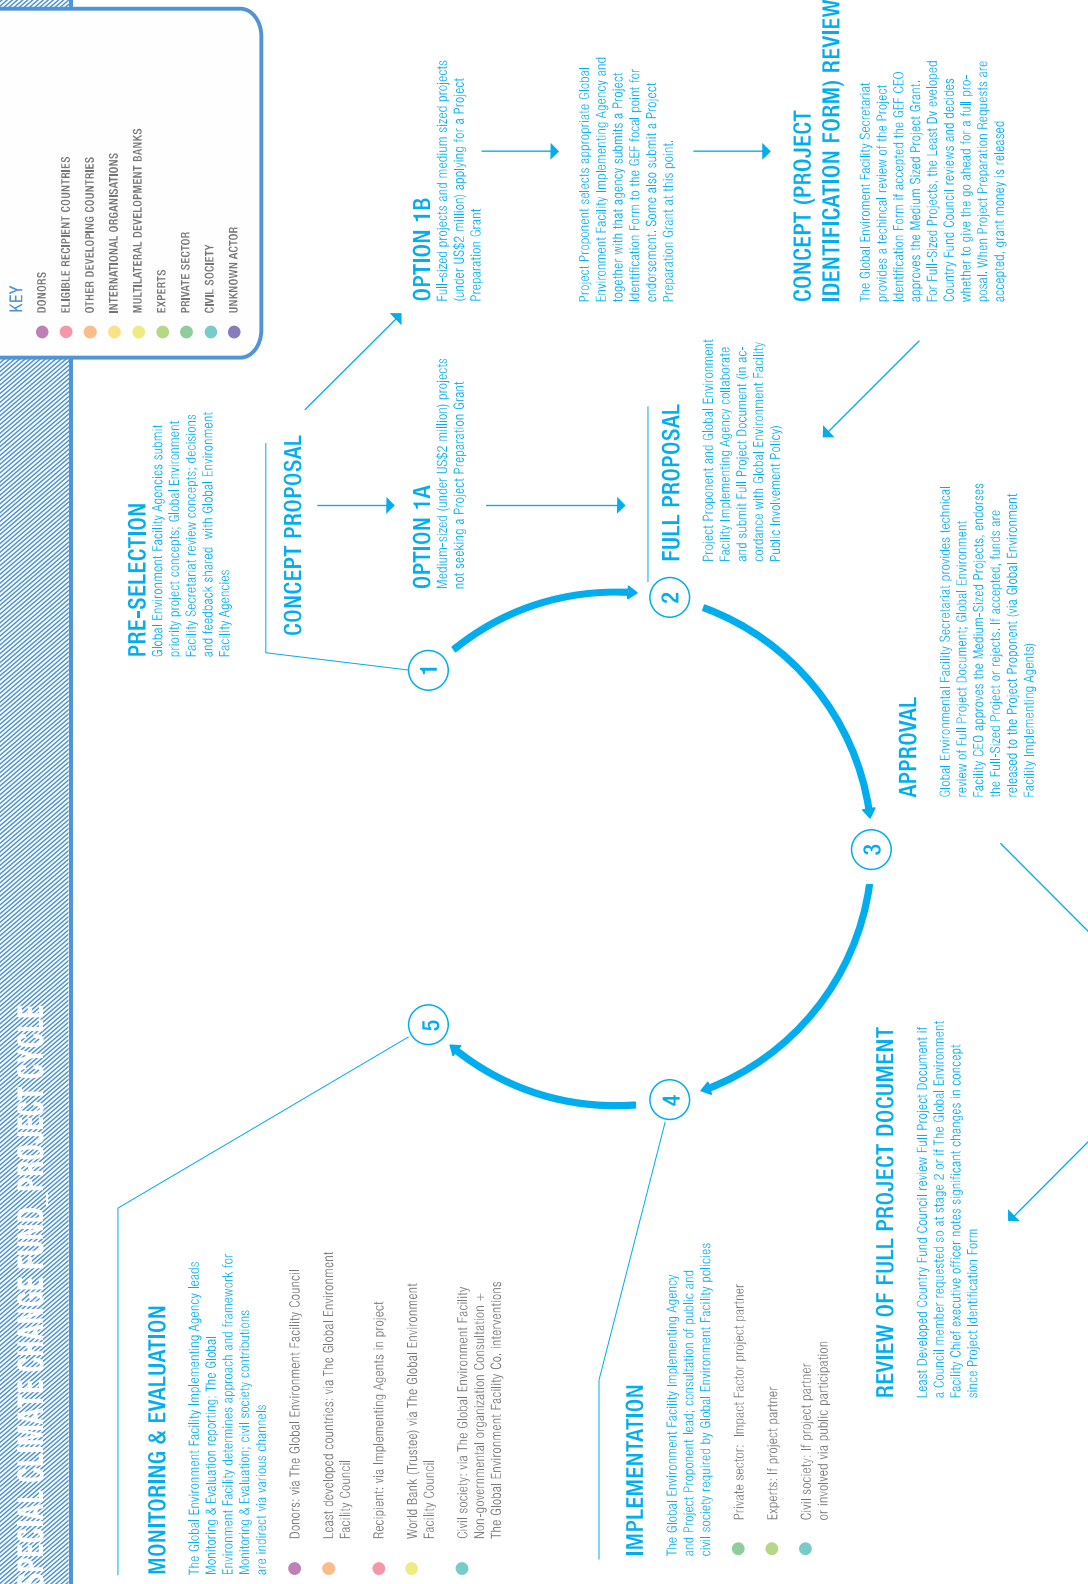 SPECIAL CLIMATE CHANGE FUND_PROJECT CYCLE
KEY
DONORS
ELIGIBLE RECIPIENT COUNTRIES
OTHER DEVELOPING COUNTRIES
INTERNATIONAL ORGANISATIONS
MULTILATERAL DEVELOPMENT BANKS
EXPERTS
PRIVATE SECTOR
CIVIL SOCIETY
UNKNOWN ACTOR
PRE-SELECTION
Global Environment Facility Agencies submit
priority project concepts; Global Environment
Facility Secretariat review concepts; decisions
and feedback shared with Global Environment
Facility Agencies
1
CONCEPT PROPOSAL
OPTION 1A
Medium-sized (under US$2 million) projects
not seeking a Project Preparation Grant
OPTION 1B
Full-sized projects and medium sized projects
(under US$2 million) applying for a Project
Preparation Grant
Project Proponent selects appropriate Global
Environment Facility Implementing Agency and
together with that agency submits a Project
Identification Form to the GEF focal point for
endorsement. Some also submit a Project
Preparation Grant at this point.
CONCEPT (PROJECT
IDENTIFICATION FORM) REVIEW
The Global Enviroment Facility Secretariat
provides a techincal review of the Project
Identification Form if accepted the GEF CEO
approves the Medium Sized Project Grant.
For Full-Sized Projects, the Least Dv eveloped
Country Fund Council reviews and decides
whether to give the go ahead for a full pro-
posal. When Project Preparation Requests are
accepted, grant money is released
2
FULL PROPOSAL
Project Proponent and Global Environment
Facility Implementing Agency collaborate
and submit Full Project Document (in ac-
cordance with Global Environment Facility
Public Involvement Policy)
3
APPROVAL
Global Environmental Facility Secretariat provides technical
review of Full Project Document; Global Environment
Facility CEO approves the Medium-Sized Projects, endorses
the Full-Sized Project or rejects. If accepted, funds are
released to the Project Proponent (via Global Environment
Facility Implementing Agents)
REVIEW OF FULL PROJECT DOCUMENT
Least Developed Country Fund Council review Full Project Document if
a Council member requested so at stage 2 or if The Global Environment
Facility Chief executive officer notes significant changes in concept
since Project Identification Form
4
IMPLEMENTATION
The Global Environment Facility Implementing Agency
and Project Proponent lead; consultation of public and
civil society required by Global Environment Facility policies
Private sector: Impact Factor project partner
Experts: If project partner
Civil society: If project partner
or involved via public participation
5
MONITORING & EVALUATION
The Global Environment Facility Implementing Agency leads
Monitoring & Evaluation reporting; The Global
Environment Facility determines approach and framework for
Monitoring & Evaluation; civil society contributions
are indirect via various channels
Donors: via The Global Environment Facility Council
Least developed countries: via The Global Environment
Facility Council
Recipient: via Implementing Agents in project
World Bank (Trustee) via The Global Environment
Facility Council
Civil society: via The Global Environment Facility
Non-governmental organization Consultation +
The Global Environment Facility Co. interventions